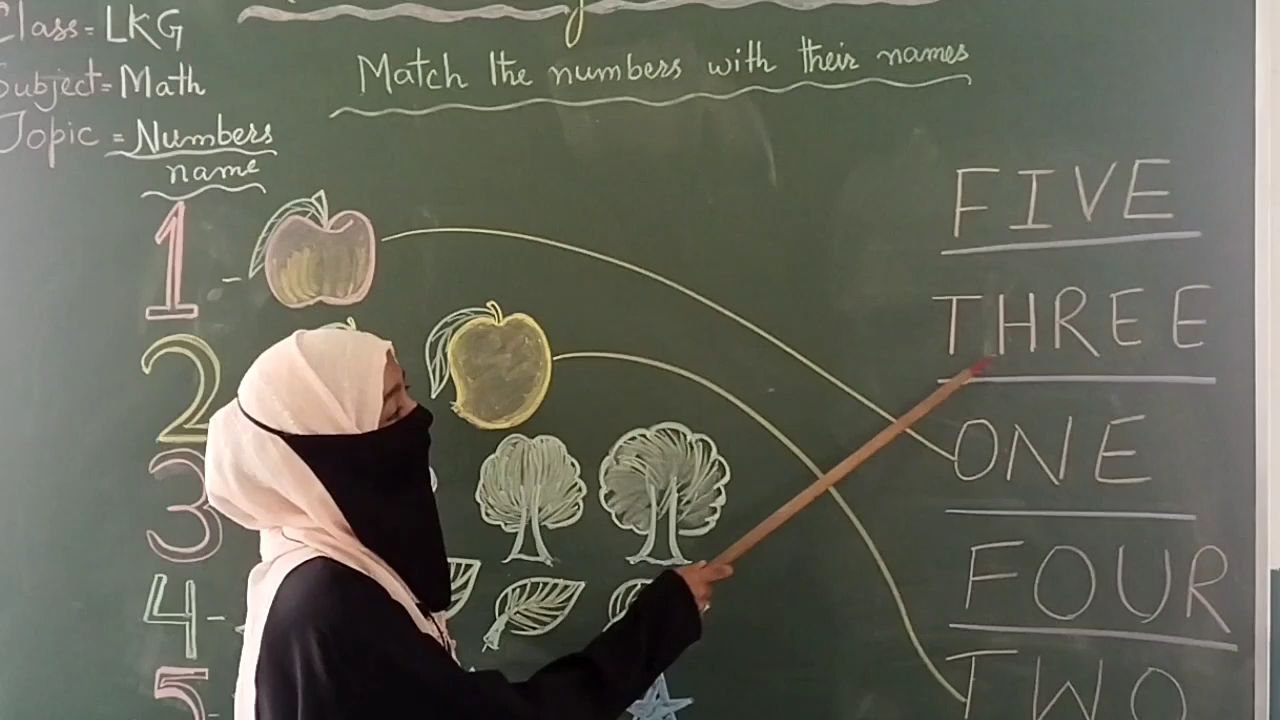 Class = LKG
Subject = Math
Topic = Numbers
name
Match the numbers with their names
1 -
2
3
4 -
5 -
FIVE
THREE
ONE
FOUR
TWO